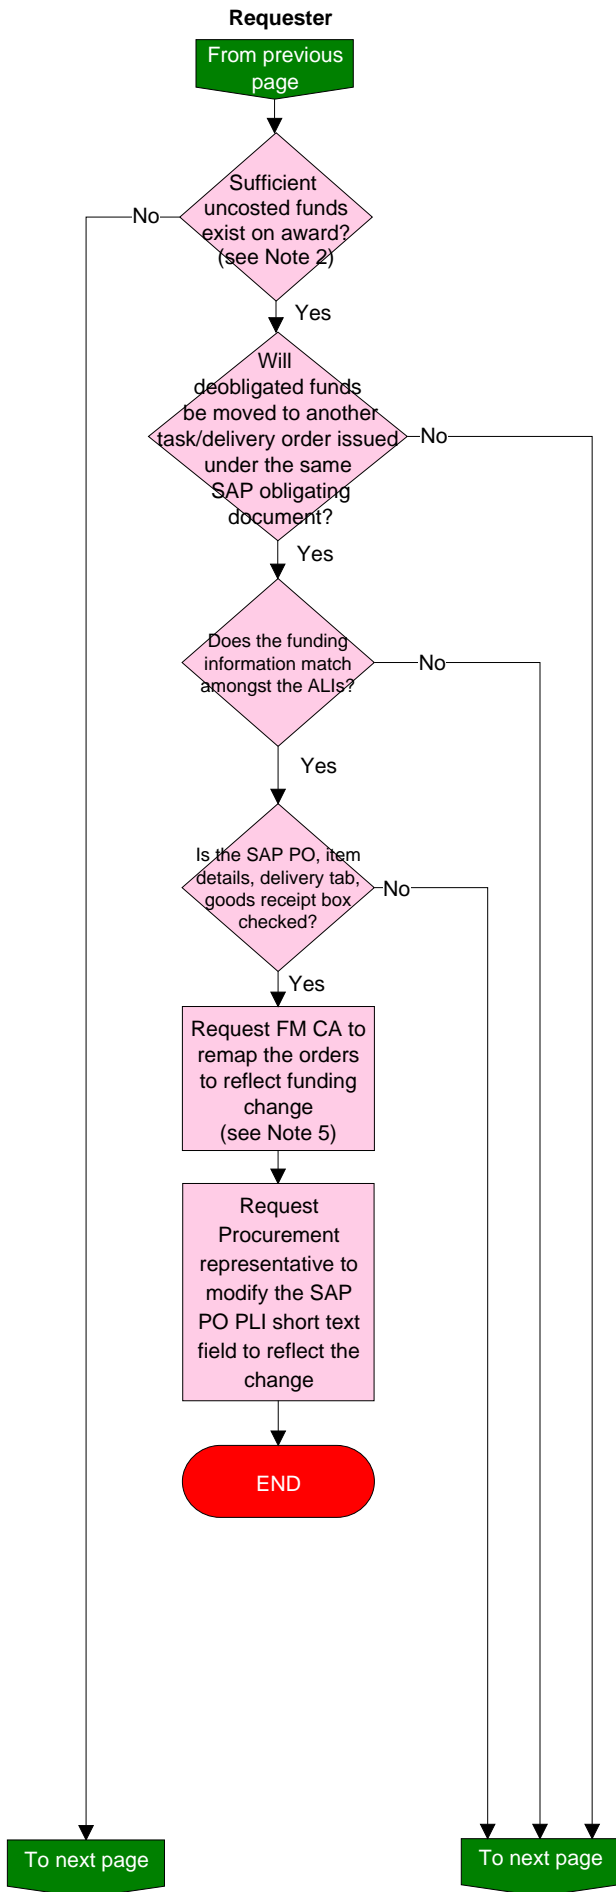 Requester
From previous
page
Sufficient
uncosted funds
exist on award?
(see Note 2)
No
Yes
Will
deobligated funds
be moved to another
task/delivery order issued
under the same
SAP obligating
document?
No
Yes
Does the funding
information match
amongst the ALIs?
No
Yes
Is the SAP PO, item
details, delivery tab,
goods receipt box
checked?
No
Yes
Request FM CA to
remap the orders
to reflect funding
change
(see Note 5)
Request
Procurement
representative to
modify the SAP
PO PLI short text
field to reflect the
change
END
To next page
To next page